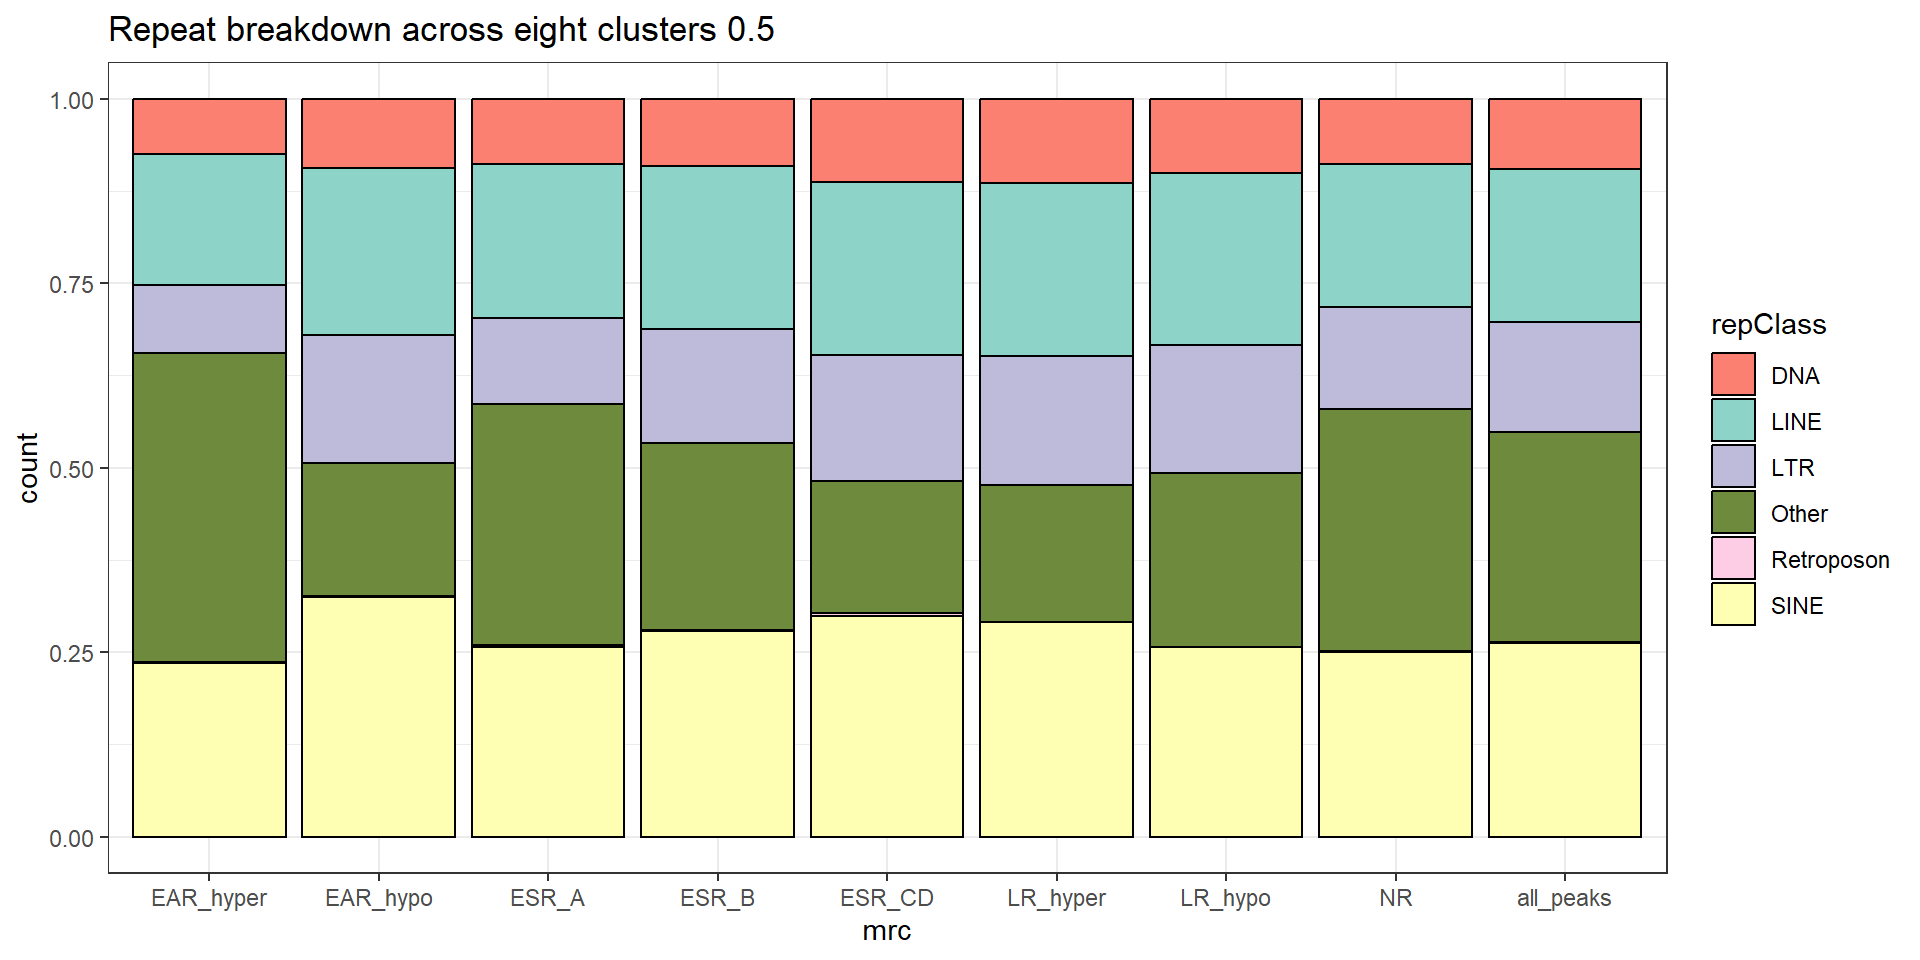 Repeat breakdown across eight clusters 0.5
1.00
0.75
0.50
0.25
0.00
count
EAR_hyper
EAR_hypo
ESR_A
ESR_B
ESR_CD
LR_hyper
LR_hypo
NR
all_peaks
mrc
repClass
DNA
LINE
LTR
Other
Retroposon
SINE